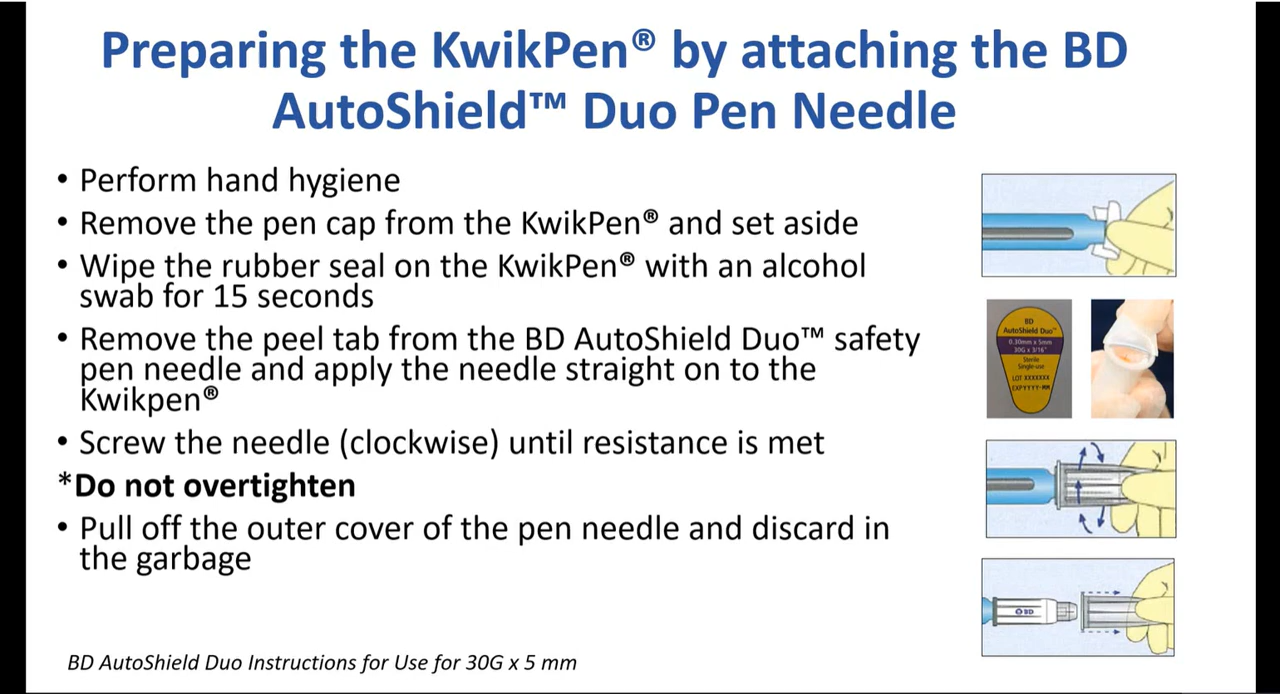 Preparing the KwikPen® by attaching the BD
AutoShield™ Duo Pen Needle
• Perform hand hygiene
• Remove the pen cap from the KwikPen® and set aside
• Wipe the rubber seal on the KwikPen® with an alcohol
swab for 15 seconds
• Remove the peel tab from the BD AutoShield Duo™ safety
pen needle and apply the needle straight on to the
Kwikpen®
• Screw the needle (clockwise) until resistance is met
*Do not overtighten
• Pull off the outer cover of the pen needle and discard in
the garbage
BD AutoShield Duo Instructions for Use for 30G x 5 mm
BD
AutoShield Duo™
0.30mm x 5mm
30G x 3/16"
Sterile
Single use
LOT XXXXXXX
EXP YYYY-MM
BD